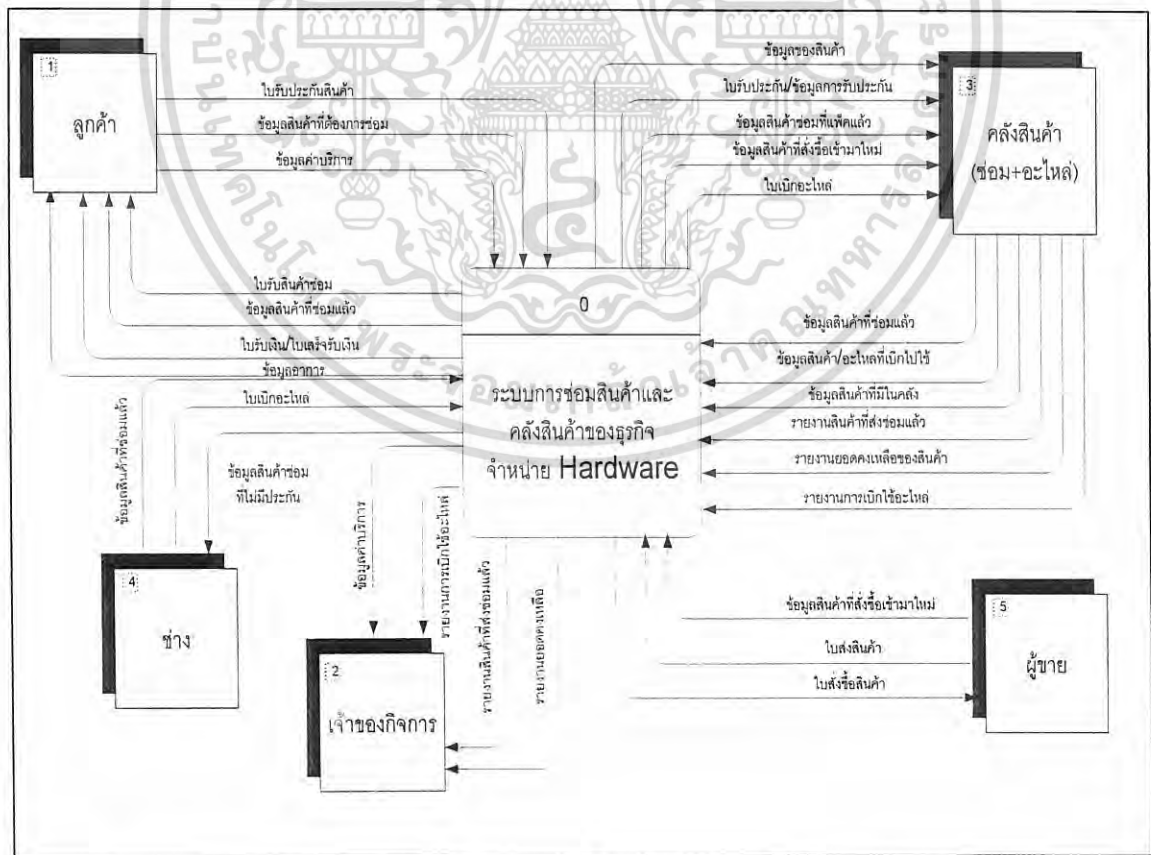 1
ลูกค้า
ใบรับประกันสินค้า
ข้อมูลสินค้าที่ต้องการซ่อม
ข้อมูลค่าบริการ
ข้อมูลของสินค้า
ใบรับประกัน/ข้อมูลการรับประกัน
ข้อมูลสินค้าซ่อมที่แพ็คแล้ว
ข้อมูลสินค้าที่สั่งซื้อเข้ามาใหม่
ใบเบิกอะไหล่
3
คลังสินค้า
(ซ่อม+อะไหล่)
ใบรับสินค้าซ่อม
ข้อมูลสินค้าที่ซ่อมแล้ว
ใบรับเงิน/ใบเสร็จรับเงิน
ข้อมูลอาการ
ใบเบิกอะไหล่
0
ระบบการซ่อมสินค้าและ
คลังสินค้าของธุรกิจ
จำหน่าย Hardware
ข้อมูลสินค้าที่ซ่อมแล้ว
ข้อมูลสินค้า/อะไหล่ที่เบิกไปใช้
ข้อมูลสินค้าที่มีในคลัง
รายงานสินค้าที่ส่งซ่อมแล้ว
รายงานยอดคงเหลือของสินค้า
รายงานการเบิกใช้อะไหล่
ข้อมูลสินค้าที่ซ่อมแล้ว
ข้อมูลสินค้าซ่อม
ที่ไม่มีประกัน
ข้อมูลค่าบริการ
รายงานการเบิกใช้อะไหล่
รายงานสินค้าที่ส่งซ่อมแล้ว
รายงานยอดคงเหลือ
4
ช่าง
2
เจ้าของกิจการ
ข้อมูลสินค้าที่สั่งซื้อเข้ามาใหม่
ใบส่งสินค้า
ใบสั่งซื้อสินค้า
5
ผู้ขาย
พระจอมเกล้าเจ้าคุณทหาร